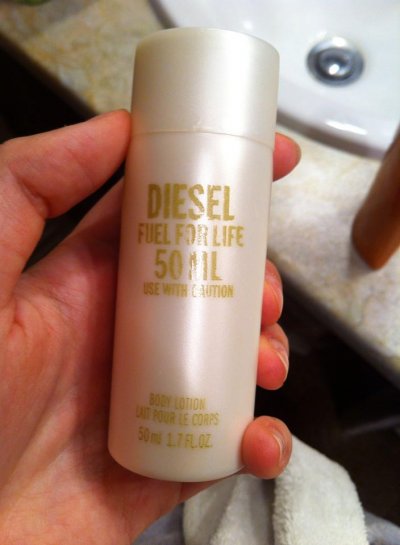 DIESEL
FUEL FOR LIFE
50 ML
USE WITH CAUTION
BODY LOTION
LAIT POUR LE CORPS
50 ml 1.7 FL.OZ.